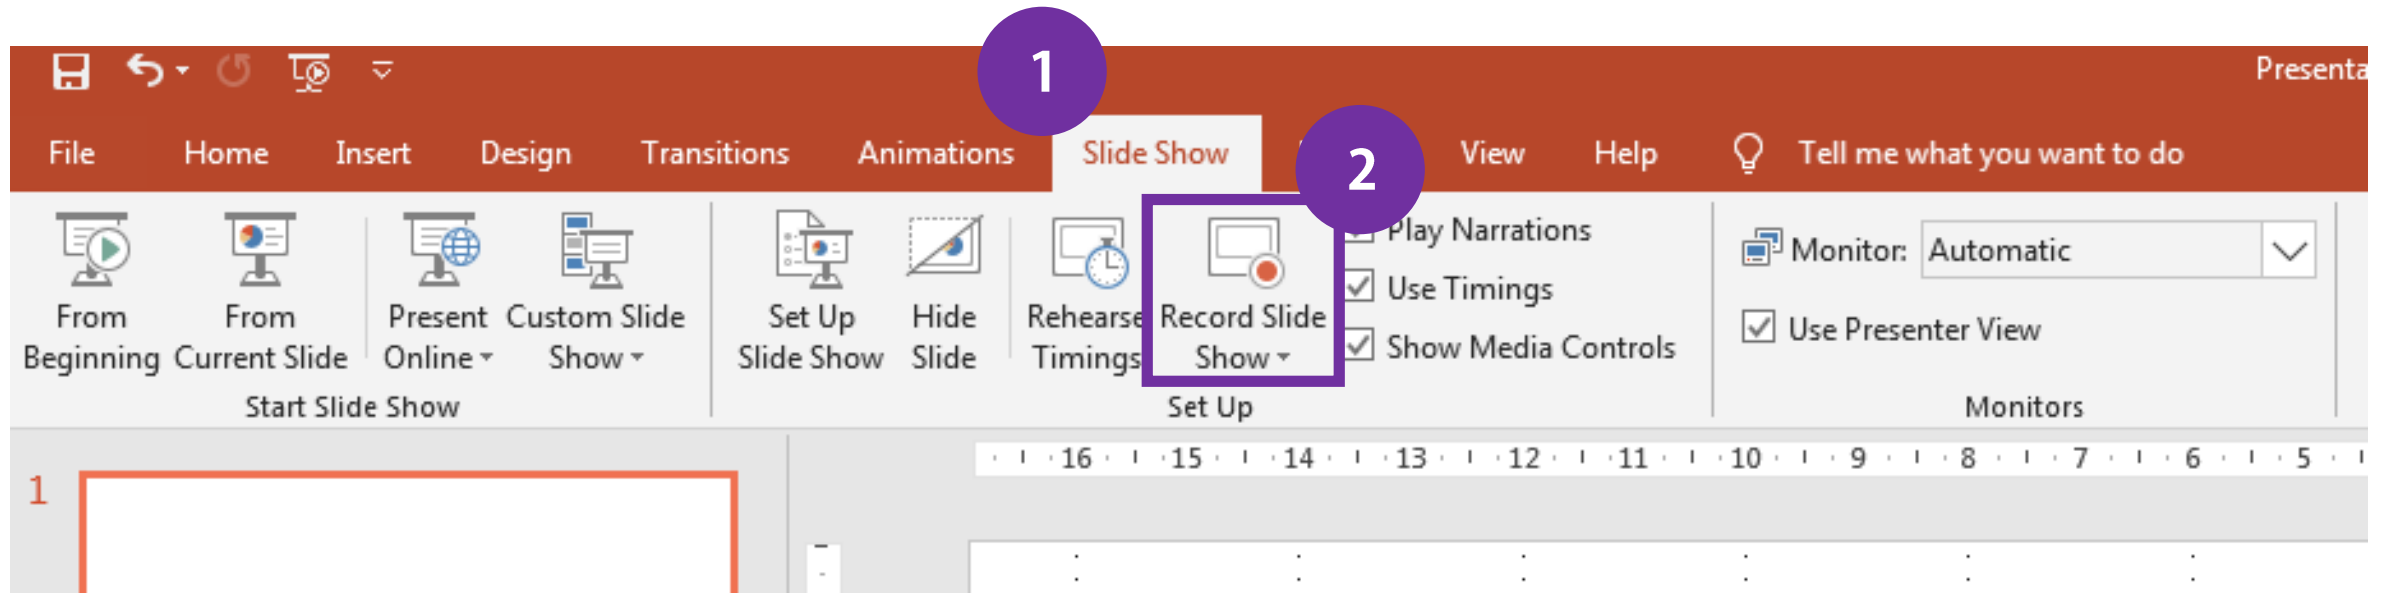 1
Presenta
File Home Insert Design Transitions Animations Slide Show 2 View Help Tell me what you want to do
From Beginning
From Current Slide
Present Online
Custom Slide Show
Set Up Slide Show
Hide Slide
Rehearse Timings
Record Slide Show
Play Narrations
Use Timings
Show Media Controls
Monitor: Automatic
Use Presenter View
Start Slide Show
Set Up
Monitors
16 15 14 13 12 11 10 9 8 7 6 5
1